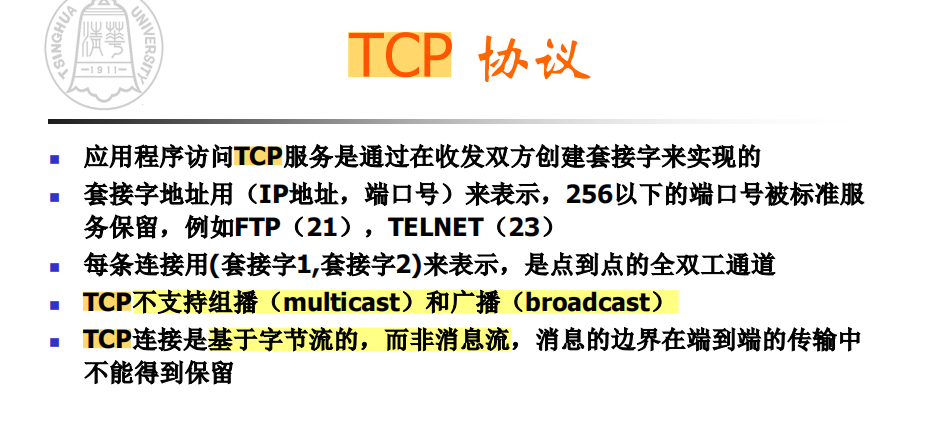 TSINGHUA UNIVERSITY
清華
1911
TCP 协议
应用程序访问TCP服务是通过在收发双方创建套接字来实现的
套接字地址用（IP地址，端口号）来表示，256以下的端口号被标准服
务保留，例如FTP（21），TELNET（23）
每条连接用(套接字1,套接字2)来表示，是点到点的全双工通道
TCP不支持组播（multicast）和广播（broadcast）
TCP连接是基于字节流的，而非消息流，消息的边界在端到端的传输中
不能得到保留